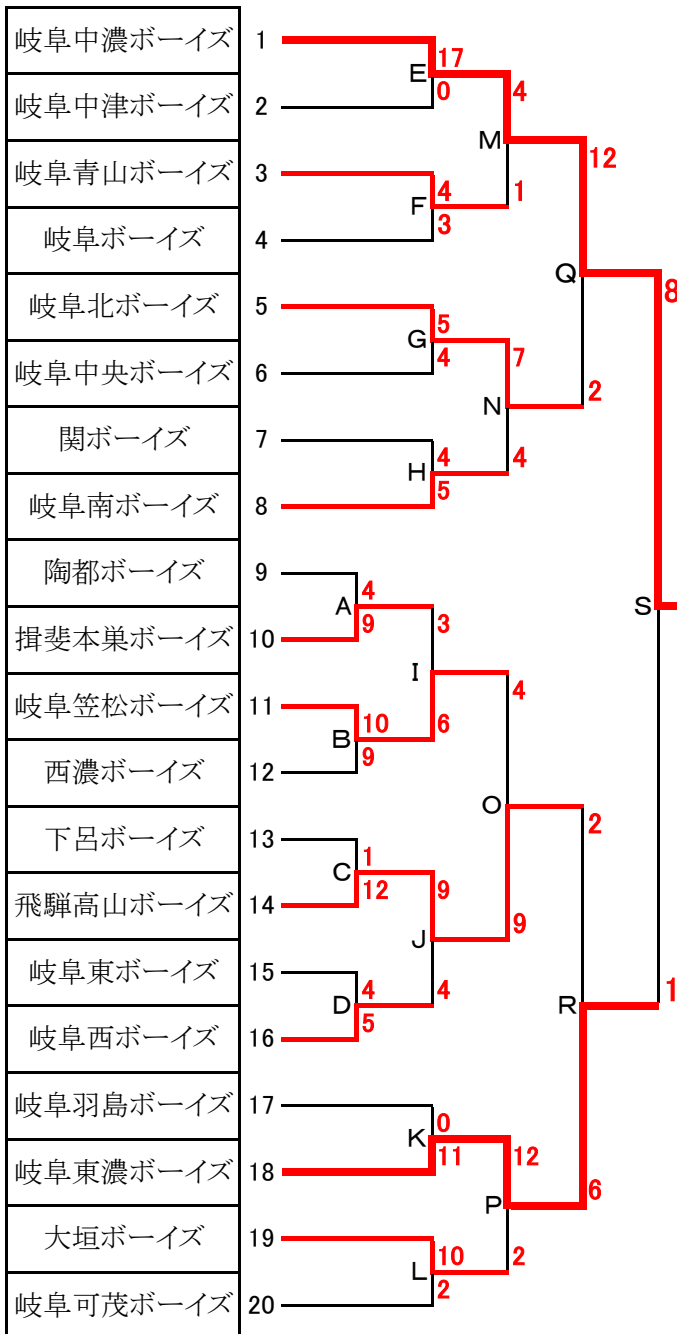 岐阜中濃ボーイズ 1
17
E
0
4
岐阜中津ボーイズ 2
M
12
岐阜青山ボーイズ 3
4
F
3
1
岐阜ボーイズ 4
Q
8
岐阜北ボーイズ 5
5
G
4
7
岐阜中央ボーイズ 6
N
2
関ボーイズ 7
4
H
5
4
岐阜南ボーイズ 8
陶都ボーイズ 9
4
A
9
3
S
揖斐本巣ボーイズ 10
I
4
岐阜笠松ボーイズ 11
10
B
9
6
西濃ボーイズ 12
O
2
下呂ボーイズ 13
1
C
12
9
飛騨高山ボーイズ 14
J
9
岐阜東ボーイズ 15
4
D
5
4
R
1
岐阜西ボーイズ 16
岐阜羽島ボーイズ 17
0
K
11
12
岐阜東濃ボーイズ 18
P
6
大垣ボーイズ 19
10
L
2
2
岐阜可茂ボーイズ 20